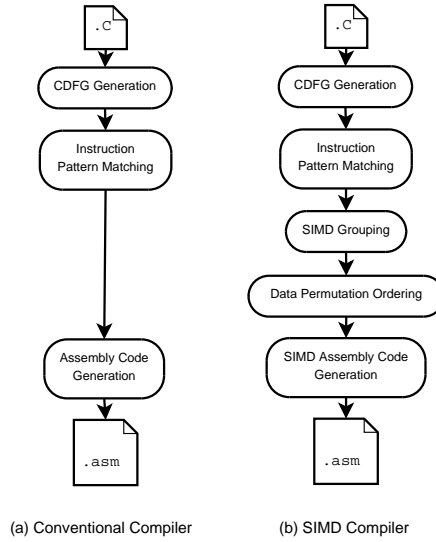 .C
CDFG Generation
Instruction
Pattern Matching
Assembly Code
Generation
.asm
(a) Conventional Compiler
.C
CDFG Generation
Instruction
Pattern Matching
SIMD Grouping
Data Permutation Ordering
SIMD Assembly Code
Generation
.asm
(b) SIMD Compiler